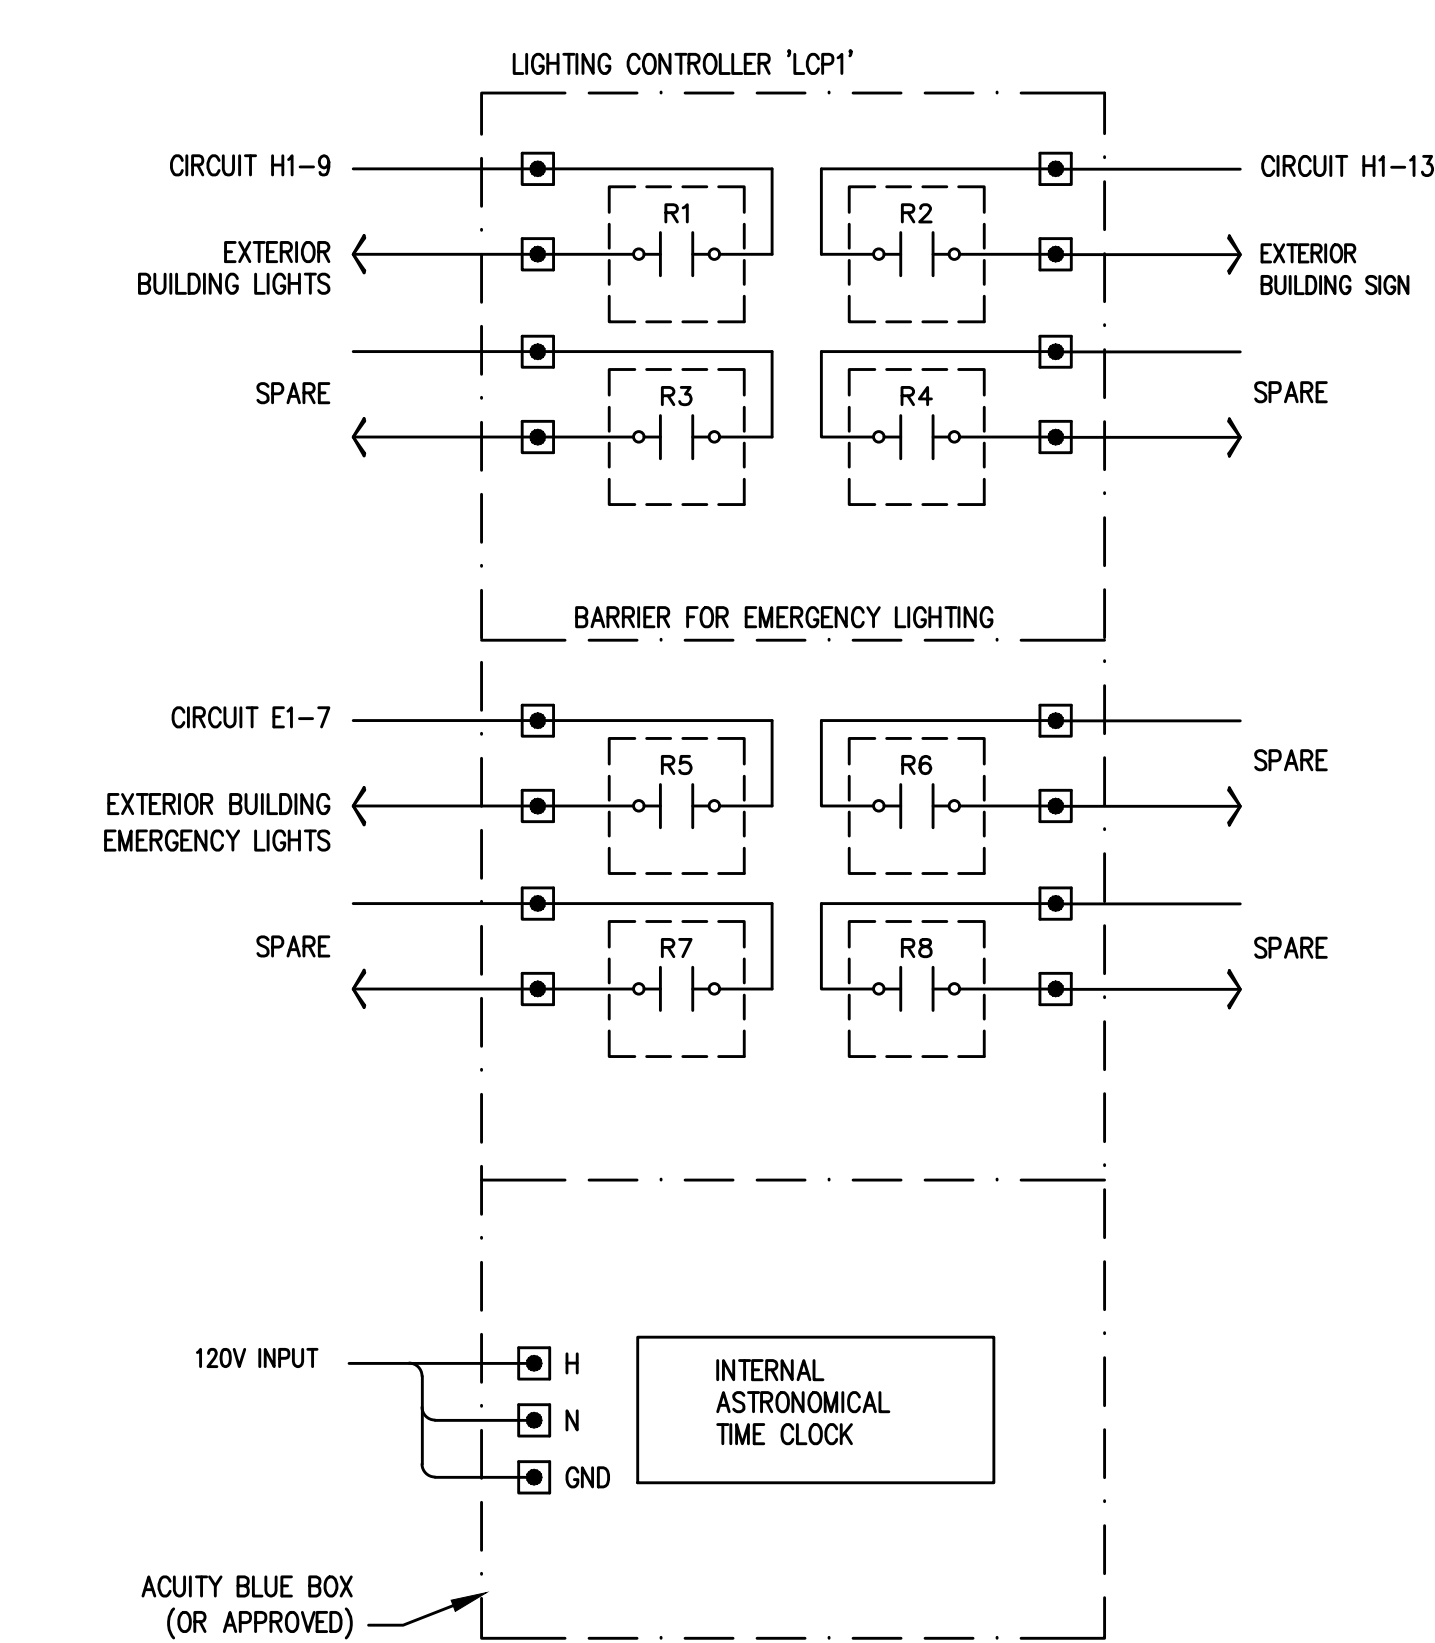 LIGHTING CONTROLLER 'LCP1'
CIRCUIT H1-9
CIRCUIT H1-13
R1
R2
EXTERIOR
BUILDING LIGHTS
EXTERIOR
BUILDING SIGN
SPARE
R3
R4
SPARE
BARRIER FOR EMERGENCY LIGHTING
CIRCUIT E1-7
R5
R6
SPARE
EXTERIOR BUILDING
EMERGENCY LIGHTS
SPARE
R7
R8
SPARE
120V INPUT
H
N
GND
INTERNAL
ASTRONOMICAL
TIME CLOCK
ACUITY BLUE BOX
(OR APPROVED)